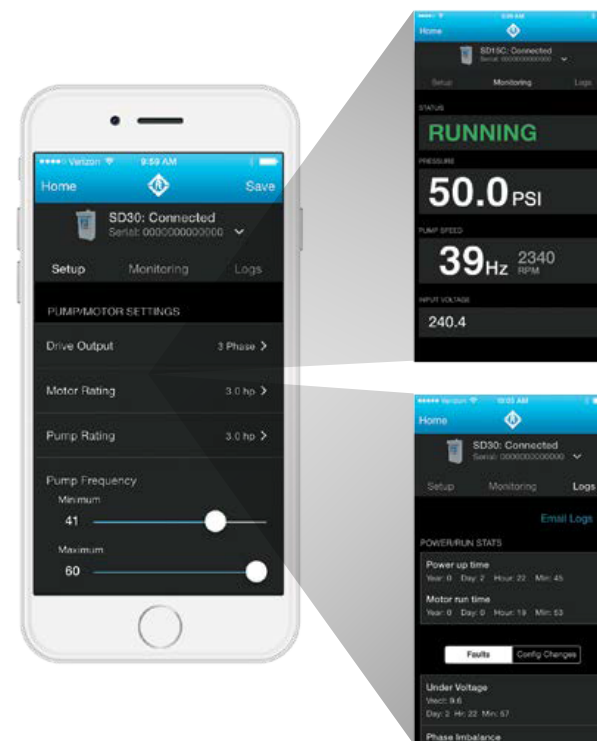 Verizon 9:59 AM
Home Save
SD30: Connected
Serial: 0000000000000
Setup Monitoring Logs
PUMP/MOTOR SETTINGS
Drive Output 3 Phase >
Motor Rating 3.0 hp >
Pump Rating 3.0 hp >
Pump Frequency
Minimum
41
Maximum
60
Home
SD15C: Connected
Serial: 0000000000000
Setup Monitoring Logs
STATUS
RUNNING
PRESSURE
50.0 PSI
PUMP SPEED
39 Hz 2340 RPM
INPUT VOLTAGE
240.4
Verizon 10:03 AM
Home
SD30: Connected
Serial: 0000000000000
Setup Monitoring Logs
Email Logs
POWER/RUN STATS
Power up time
Year: 0 Day: 2 Hour: 22 Min: 45
Motor run time
Year: 0 Day: 0 Hour: 19 Min: 53
Faults Config Changes
Under Voltage
9.6
Day: 2 Hr: 22 Min: 57
Phase Imbalance